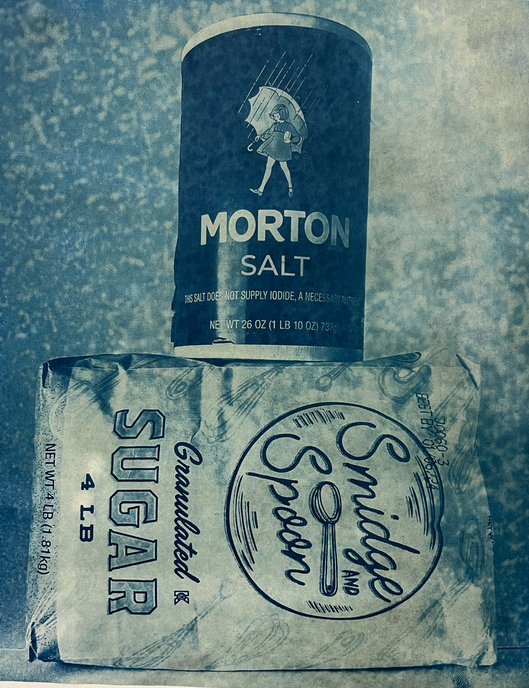 MORTON
SALT
THIS SALT DOES NOT SUPPLY IODIDE, A NECESSARY
NET WT 26 OZ (1 LB 10 OZ) 737g
Smidge
AND
Spoon
Granulated
SUGAR
4 LB
NET WT 4 LB (1.81kg)